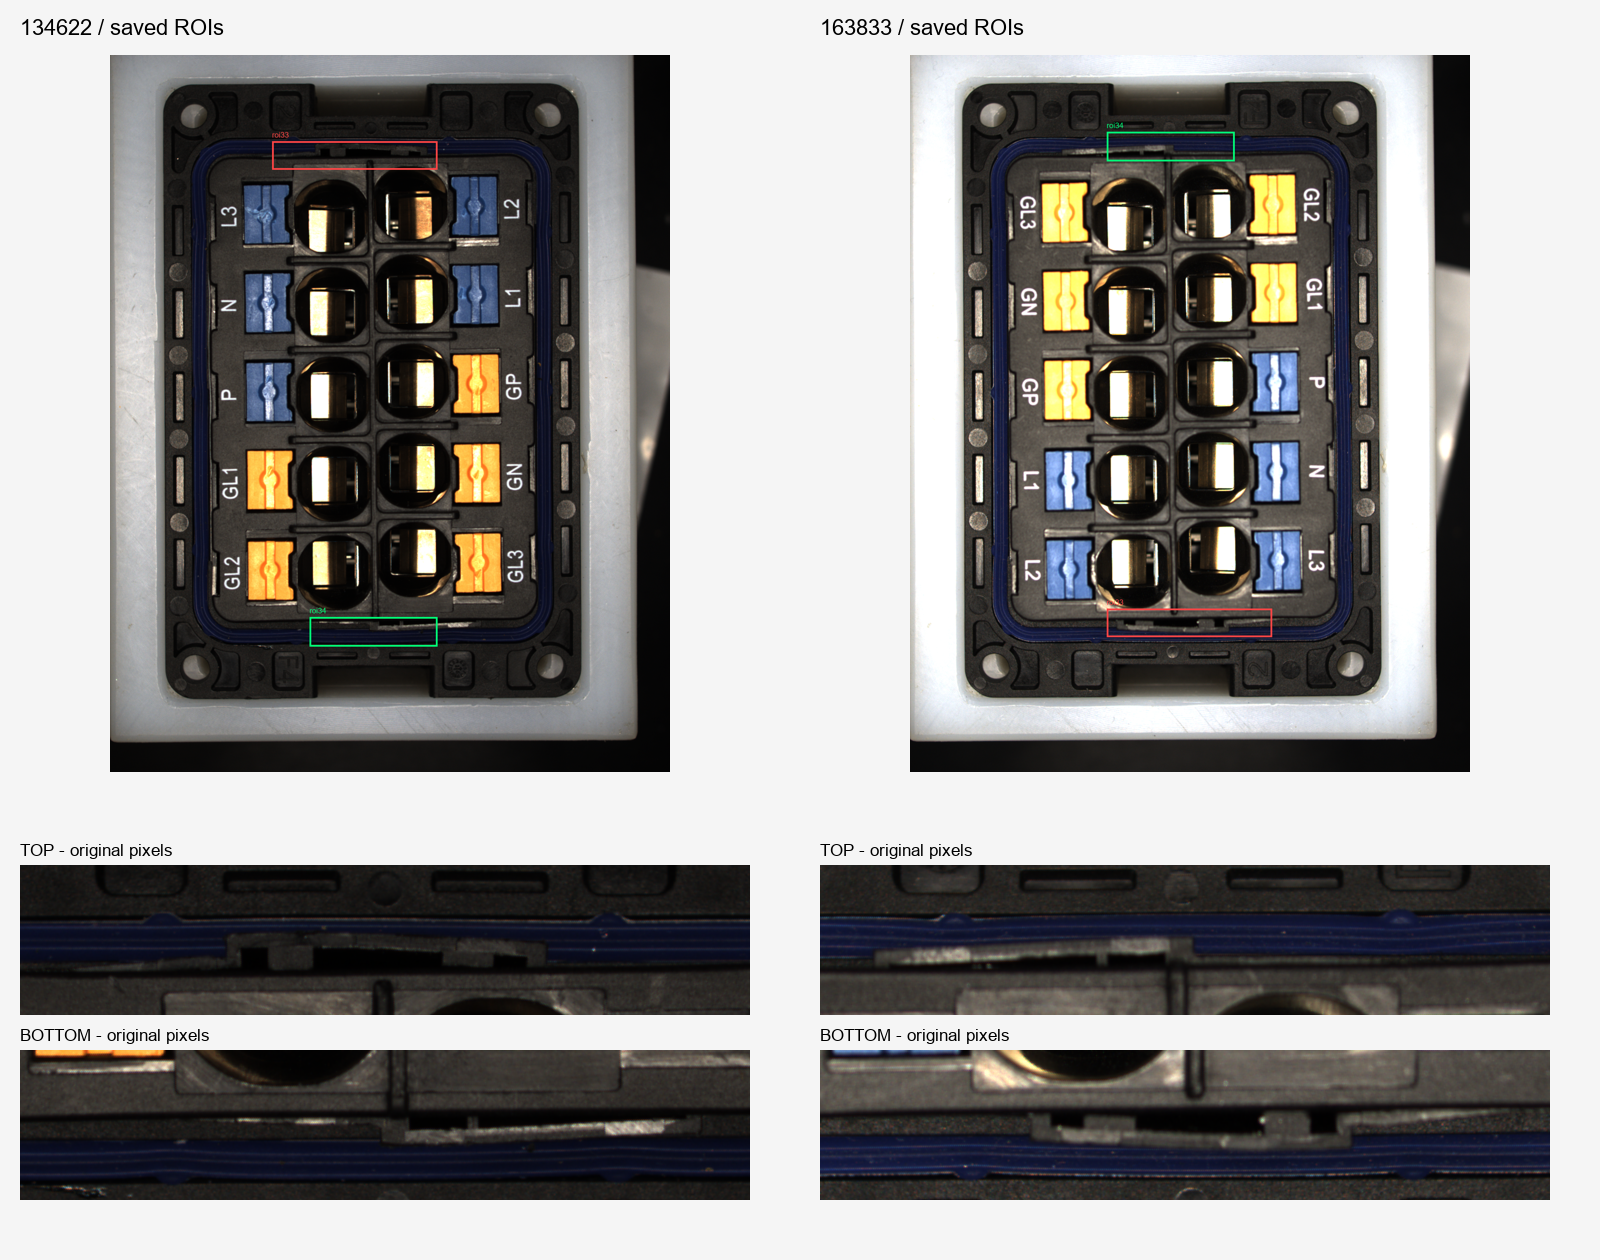 134622 / saved ROIs
163833 / saved ROIs
roi33
roi34
L3
L2
N
L1
P
GP
GL1
GN
GL2
GL3
roi34
GL3
GL2
GN
GL1
GP
P
L1
N
L2
L3
TOP - original pixels
TOP - original pixels
BOTTOM - original pixels
BOTTOM - original pixels